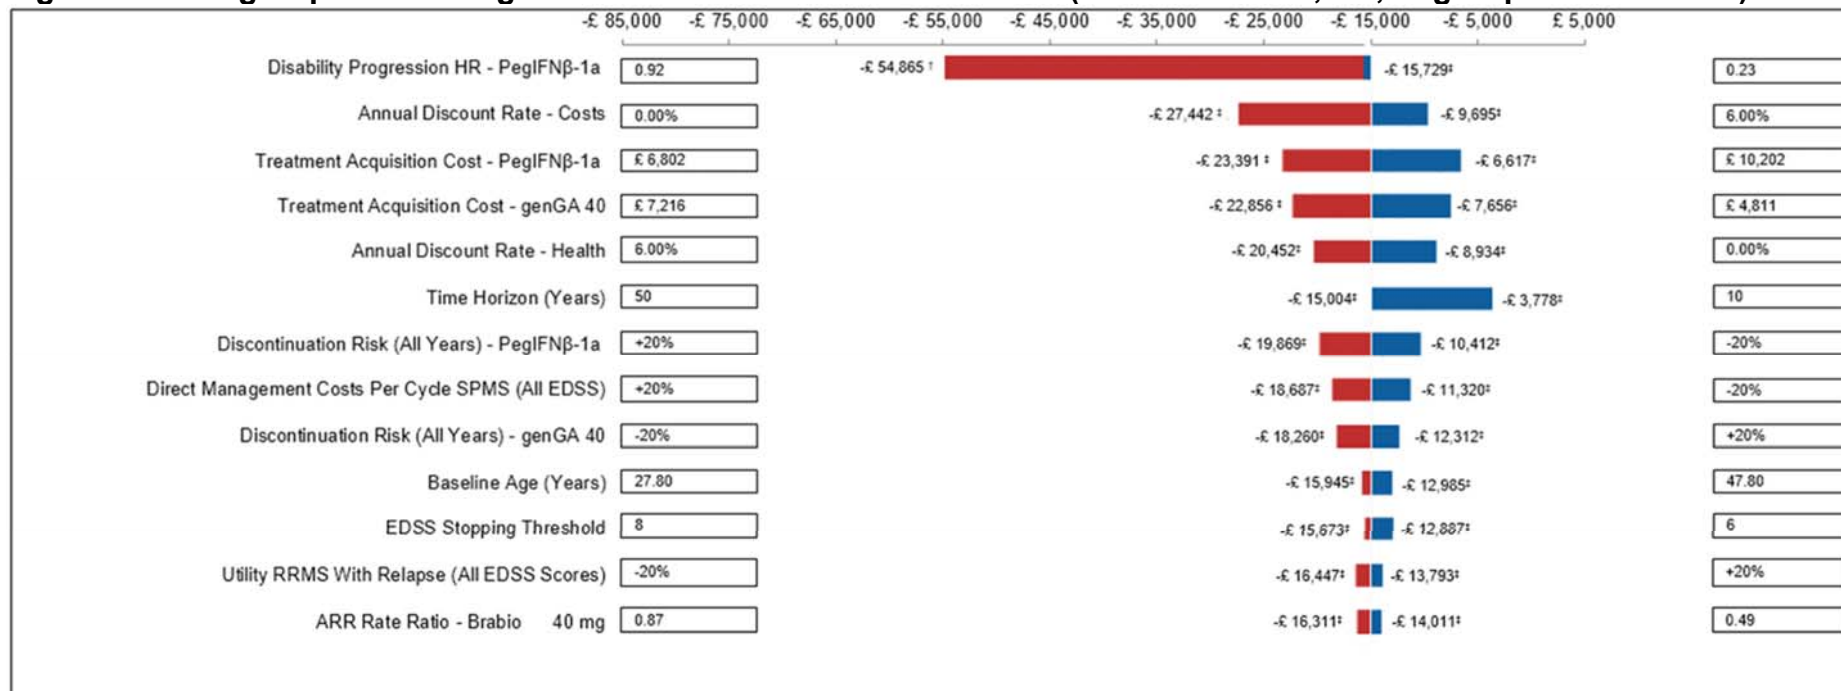 -£ 85,000 -£ 75,000 -£ 65,000 -£ 55,000 -£ 45,000 -£ 35,000 -£ 25,000 -£ 15,000 -£ 5,000 £ 5,000
Disability Progression HR - PegIFNβ-1a 0.92 -£ 54,865 † -£ 15,729‡ 0.23
Annual Discount Rate - Costs 0.00% -£ 27,442 ‡ -£ 9,695‡ 6.00%
Treatment Acquisition Cost - PegIFNβ-1a £ 6,802 -£ 23,391 ‡ -£ 6,617‡ £ 10,202
Treatment Acquisition Cost - genGA 40 £ 7,216 -£ 22,856 ‡ -£ 7,656‡ £ 4,811
Annual Discount Rate - Health 6.00% -£ 20,452‡ -£ 8,934‡ 0.00%
Time Horizon (Years) 50 -£ 15,004‡ -£ 3,778‡ 10
Discontinuation Risk (All Years) - PegIFNβ-1a +20% -£ 19,869‡ -£ 10,412‡ -20%
Direct Management Costs Per Cycle SPMS (All EDSS) +20% -£ 18,687‡ -£ 11,320‡ -20%
Discontinuation Risk (All Years) - genGA 40 -20% -£ 18,260‡ -£ 12,312‡ +20%
Baseline Age (Years) 27.80 -£ 15,945‡ -£ 12,985‡ 47.80
EDSS Stopping Threshold 8 -£ 15,673‡ -£ 12,887‡ 6
Utility RRMS With Relapse (All EDSS Scores) -20% -£ 16,447‡ -£ 13,793‡ +20%
ARR Rate Ratio - Brabio 40 mg 0.87 -£ 16,311‡ -£ 14,011‡ 0.49